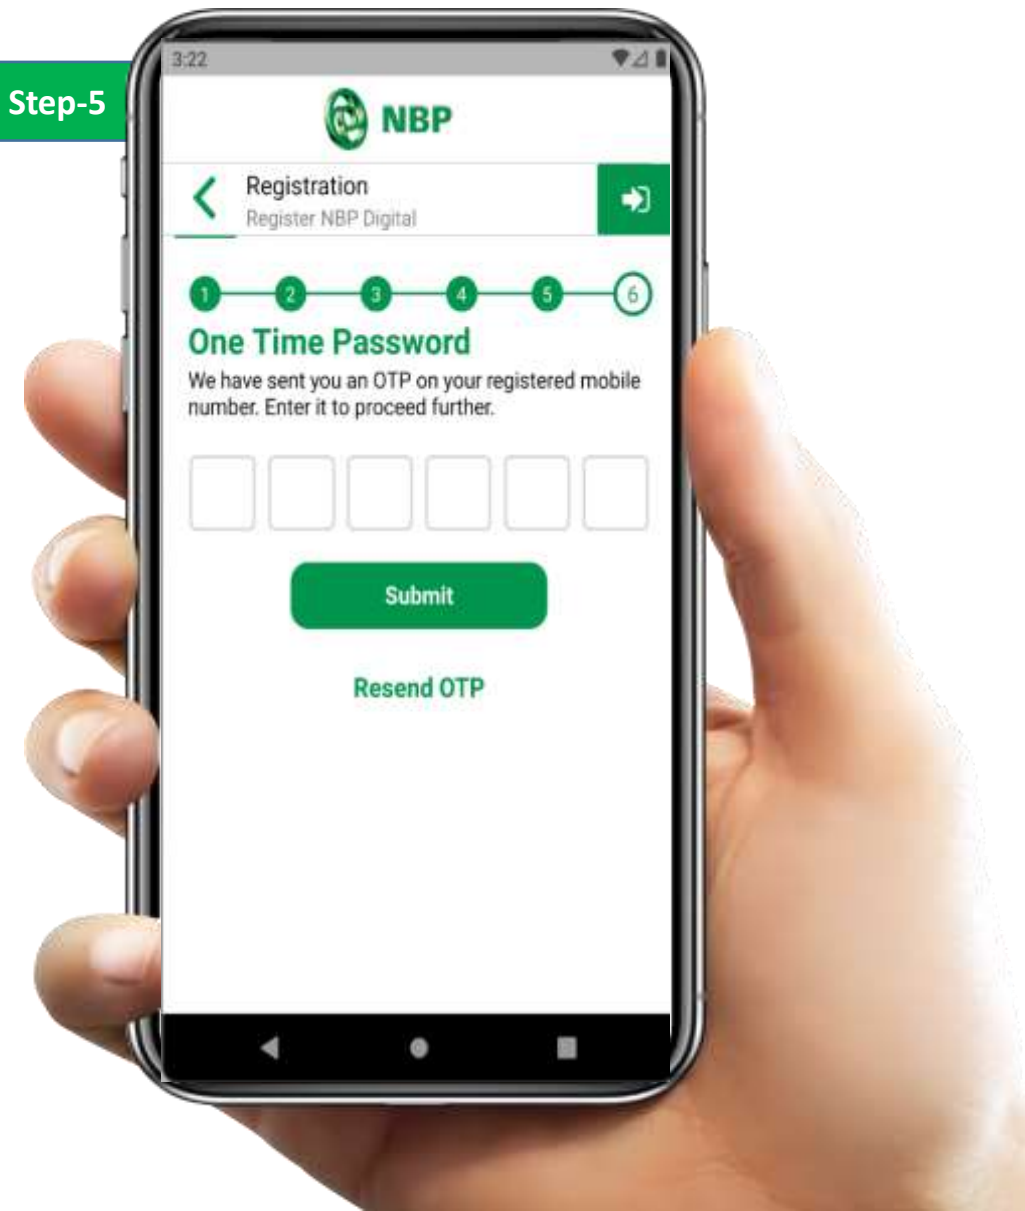 Step-5
3:22
NBP
Registration
Register NBP Digital
1 2 3 4 5 6
One Time Password
We have sent you an OTP on your registered mobile
number. Enter it to proceed further.
Submit
Resend OTP